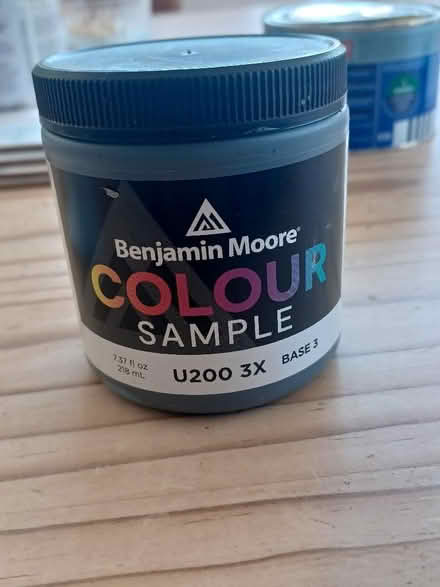 Benjamin Moore®
COLOUR
SAMPLE
7.37 fl oz
218 mL
U200 3X
BASE 3